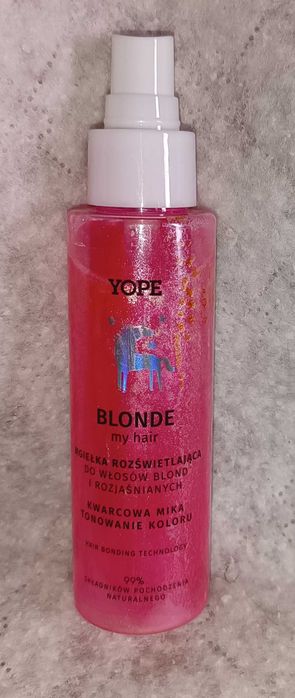 YOPE
BLONDE
my hair
MGIEŁKA ROZŚWIETLAJĄCA
DO WŁOSÓW BLOND
I ROZJAŚNIANYCH
KWARCOWA MIKA
TONOWANIE KOLORU
HAIR BONDING TECHNOLOGY
99%
SKŁADNIKÓW POCHODZENIA
NATURALNEGO